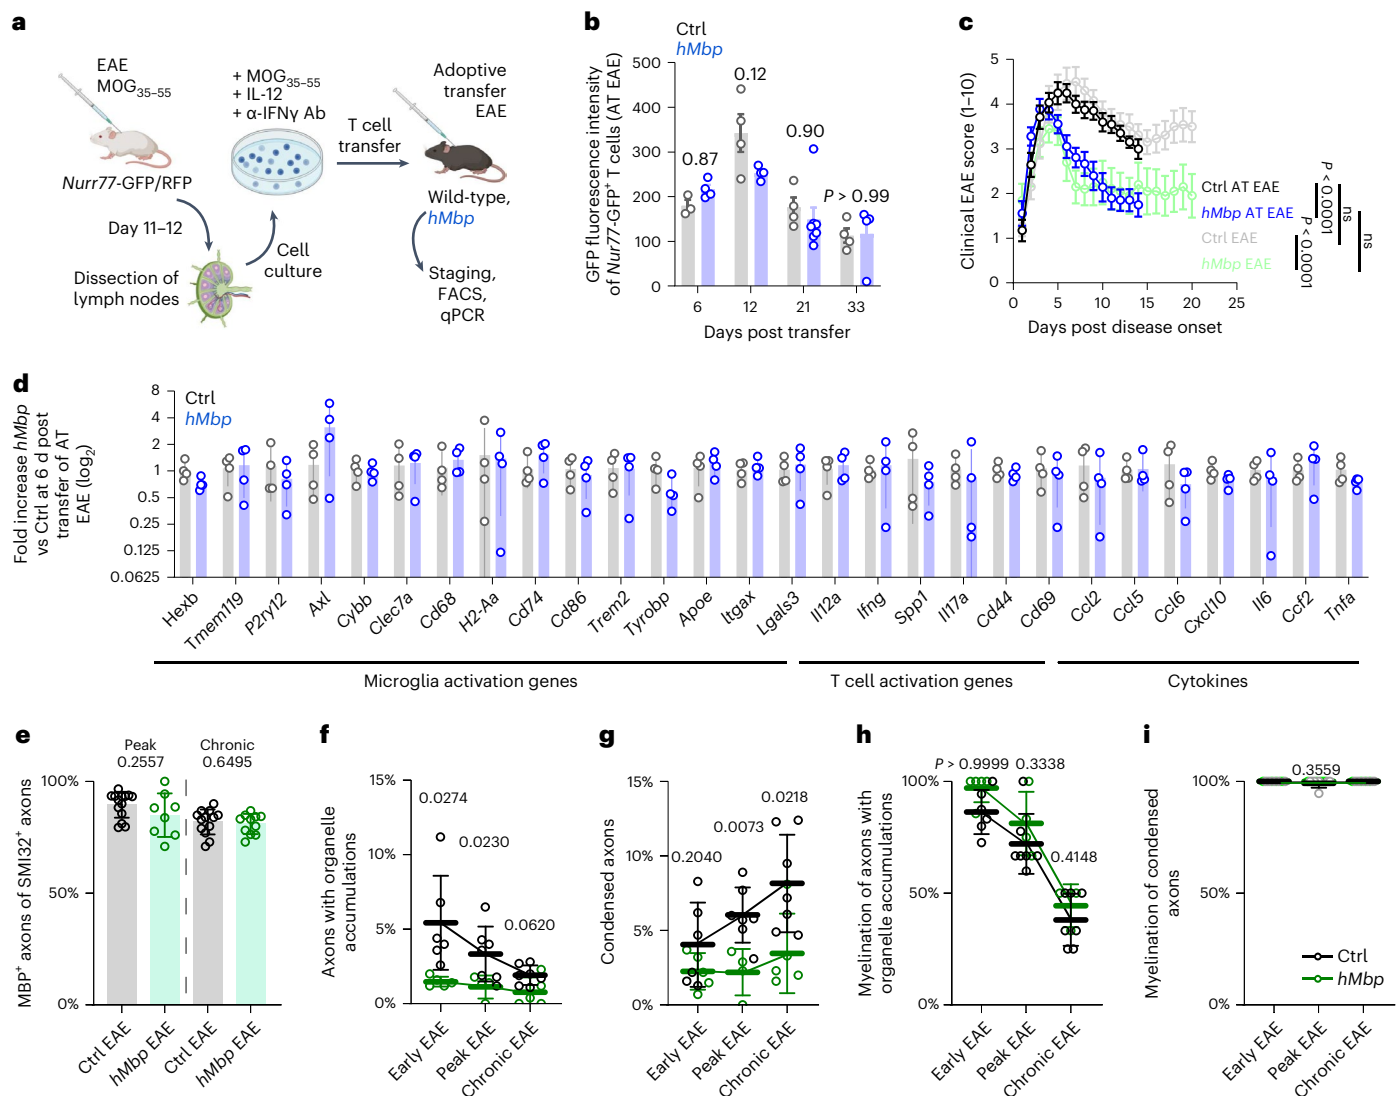 a
EAE
MOG35–55
+ MOG35–55
+ IL-12
+ α-IFNγ Ab
Adoptive
transfer
EAE
T cell
transfer
Nurr77-GFP/RFP
Wild-type,
hMbp
Day 11–12
Cell
culture
Dissection of
lymph nodes
Staging,
FACS,
qPCR
b
Ctrl
hMbp
GFP fluorescence intensity
of Nur77-GFP+ T cells (AT EAE)
500
400
300
200
100
0
0.87
0.12
0.90
P > 0.99
6
12
21
33
Days post transfer
c
Clinical EAE score (1–10)
5
4
3
2
1
0
0
5
10
15
20
25
Days post disease onset
Ctrl AT EAE
hMbp AT EAE
Ctrl EAE
hMbp EAE
P < 0.0001
P < 0.0001
ns
ns
d
Ctrl
hMbp
Fold increase hMbp
vs Ctrl at 6 d post
transfer of AT
EAE (log2)
8
4
2
1
0.5
0.25
0.125
0.0625
Hexb
Tmem119
P2ry12
Axl
Cybb
Clec7a
Cd68
H2-Aa
Cd74
Cd86
Trem2
Tyrobp
Apoe
Itgax
Lgals3
Il12a
Ifng
Spp1
Il17a
Cd44
Cd69
Ccl2
Ccl5
Ccl6
Cxcl10
Il6
Ccf2
Tnfa
Microglia activation genes
T cell activation genes
Cytokines
e
Peak
0.2557
Chronic
0.6495
MBP+ axons of SMI32+ axons
100%
50%
0%
Ctrl EAE
hMbp EAE
Ctrl EAE
hMbp EAE
f
Axons with organelle
accumulations
15%
10%
5%
0%
0.0274
0.0230
0.0620
Early EAE
Peak EAE
Chronic EAE
g
Condensed axons
15%
10%
5%
0%
0.2040
0.0073
0.0218
Early EAE
Peak EAE
Chronic EAE
h
Myelination of axons with
organelle accumulations
100%
50%
0%
P > 0.9999
0.3338
0.4148
Early EAE
Peak EAE
Chronic EAE
i
Myelination of condensed
axons
100%
50%
0%
0.3559
Ctrl
hMbp
Early EAE
Peak EAE
Chronic EAE